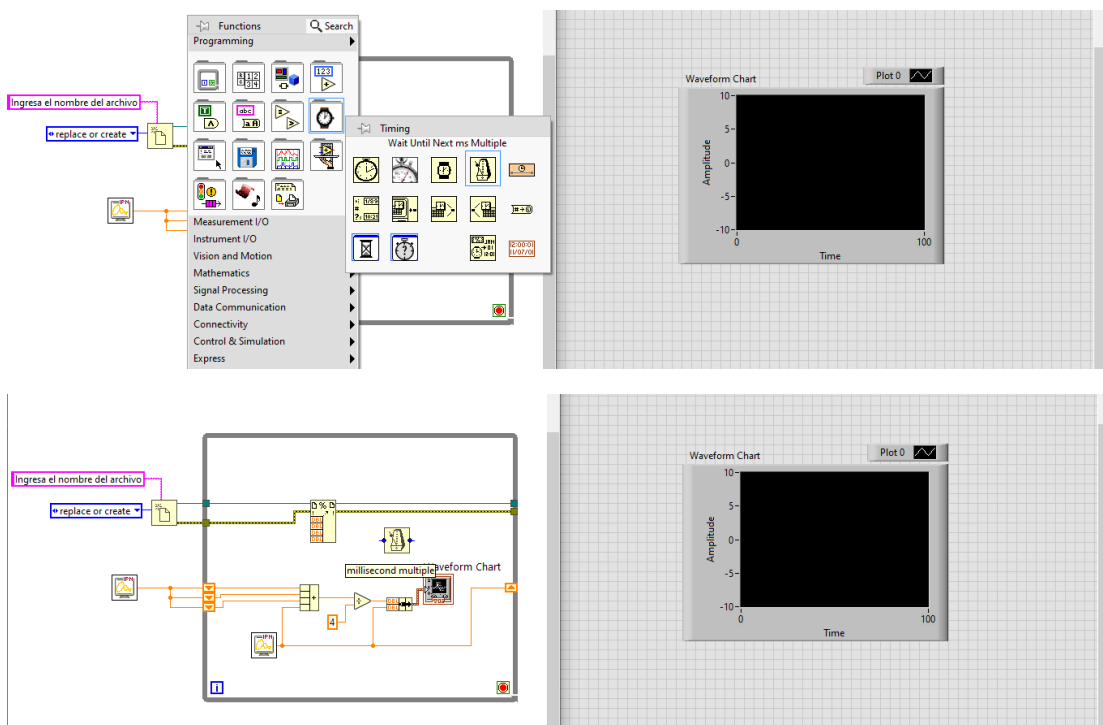 Functions
Search
Programming
Ingresa el nombre del archivo
replace or create
Timing
Wait Until Next ms Multiple
Measurement I/O
Instrument I/O
Vision and Motion
Mathematics
Signal Processing
Data Communication
Connectivity
Control & Simulation
Express
Waveform Chart
Plot 0
10
5
0
-5
-10
Amplitude
0
100
Time
Ingresa el nombre del archivo
replace or create
millisecond multiple
Waveform Chart
4
i
Waveform Chart
Plot 0
10
5
0
-5
-10
Amplitude
0
100
Time